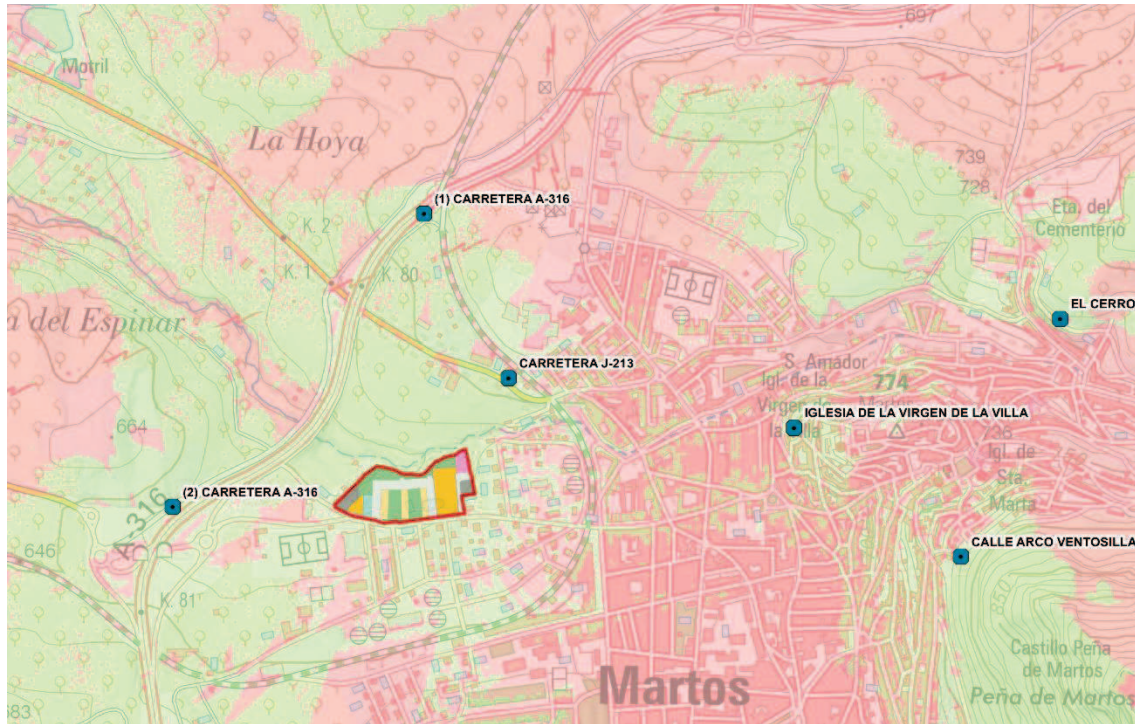 697
Motril
La Hoya
739
728
(1) CARRETERA A-316
Eta. del
Cementerio
K. 2
K. 1
K. 80
EL CERRO
a del Espinar
CARRETERA J-213
S. Amador
Igl. de la
774
Virgen de
IGLESIA DE LA VIRGEN DE LA VILLA
la Villa
664
Igl. de
Sta.
Marta
(2) CARRETERA A-316
A-316
646
CALLE ARCO VENTOSILLA
K. 81
850
Castillo Peña
de Martos
Martos
Peña de Martos
683